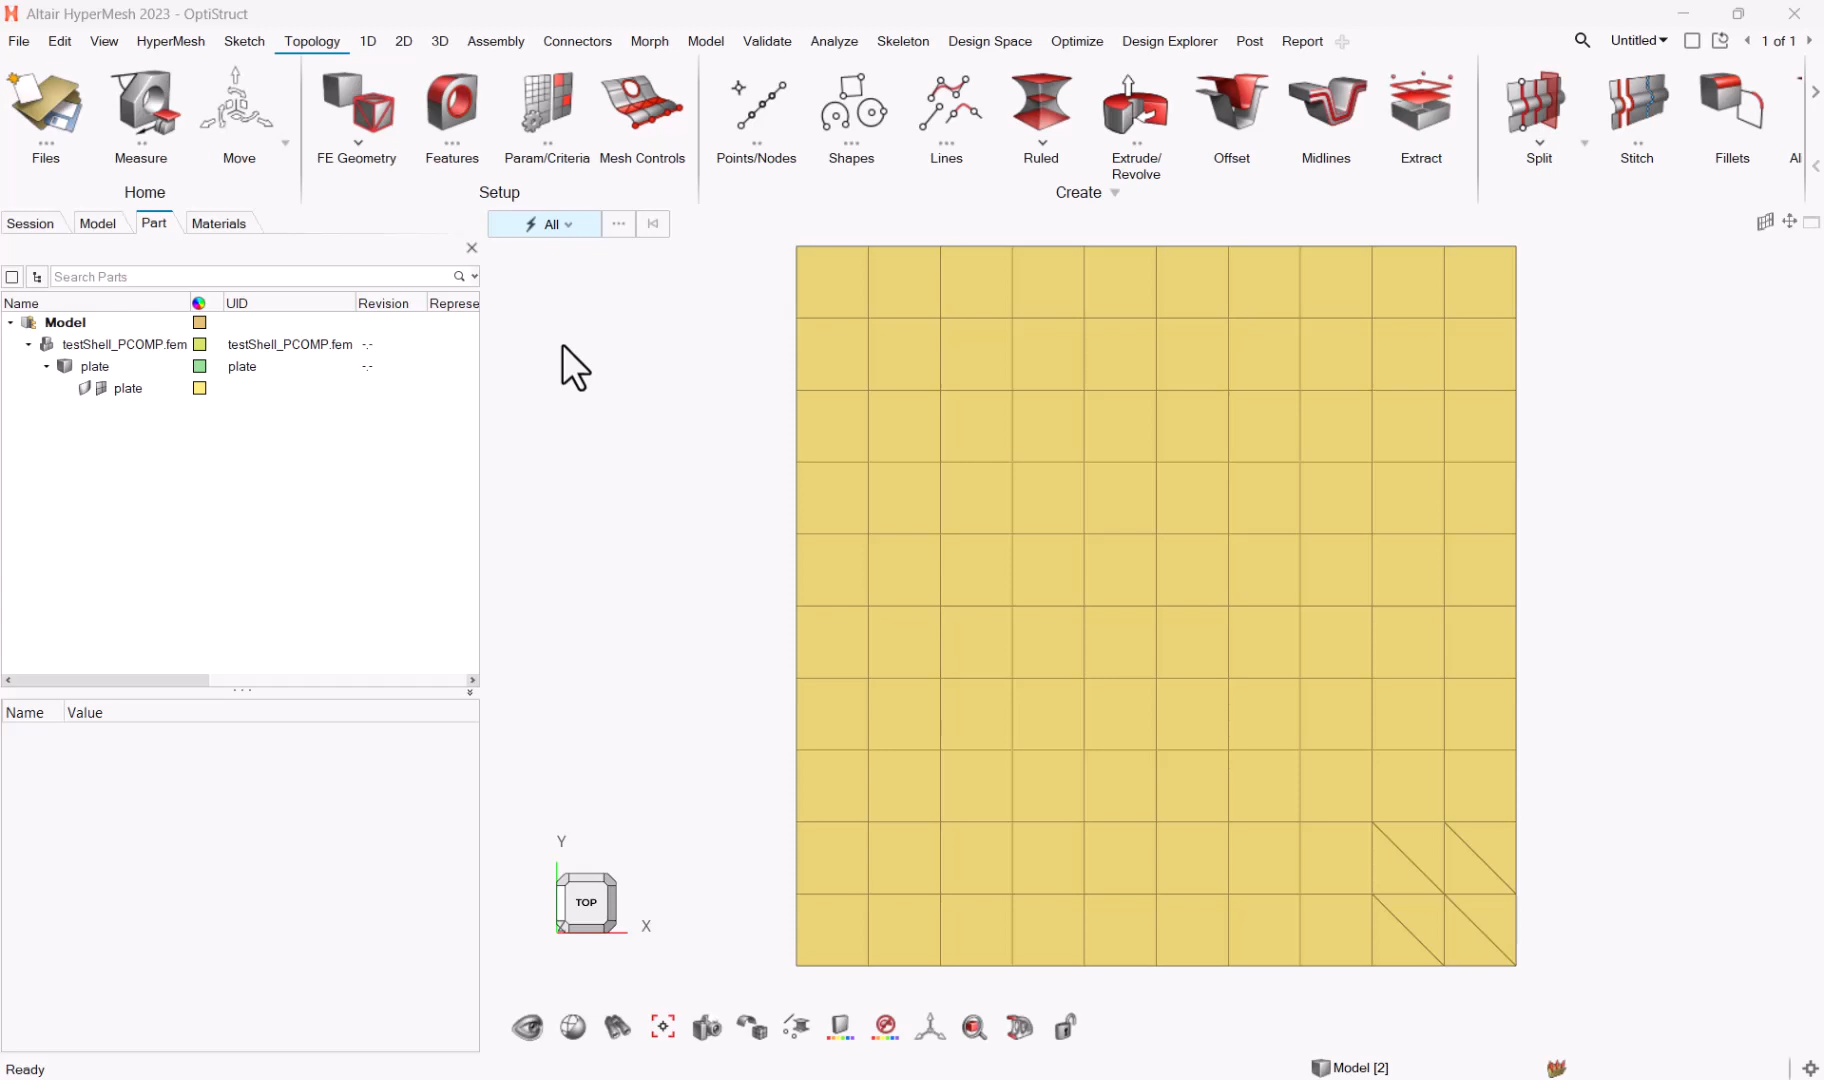 Altair HyperMesh 2023 - OptiStruct
File Edit View HyperMesh Sketch Topology 1D 2D 3D Assembly Connectors Morph Model Validate Analyze Skeleton Design Space Optimize Design Explorer Post Report Untitled 1 of 1
Files Measure Move FE Geometry Features Param/Criteria Mesh Controls Points/Nodes Shapes Lines Ruled Extrude/ Offset Midlines Extract Split Stitch Fillets Al
Revolve
Home Setup Create
Session Model Part Materials All
Search Parts
Name UID Revision Represe
Model
testShell_PCOMP.fem testShell_PCOMP.fem -.-
plate plate -.-
plate
Name Value
Y
TOP
X
Ready Model [2]